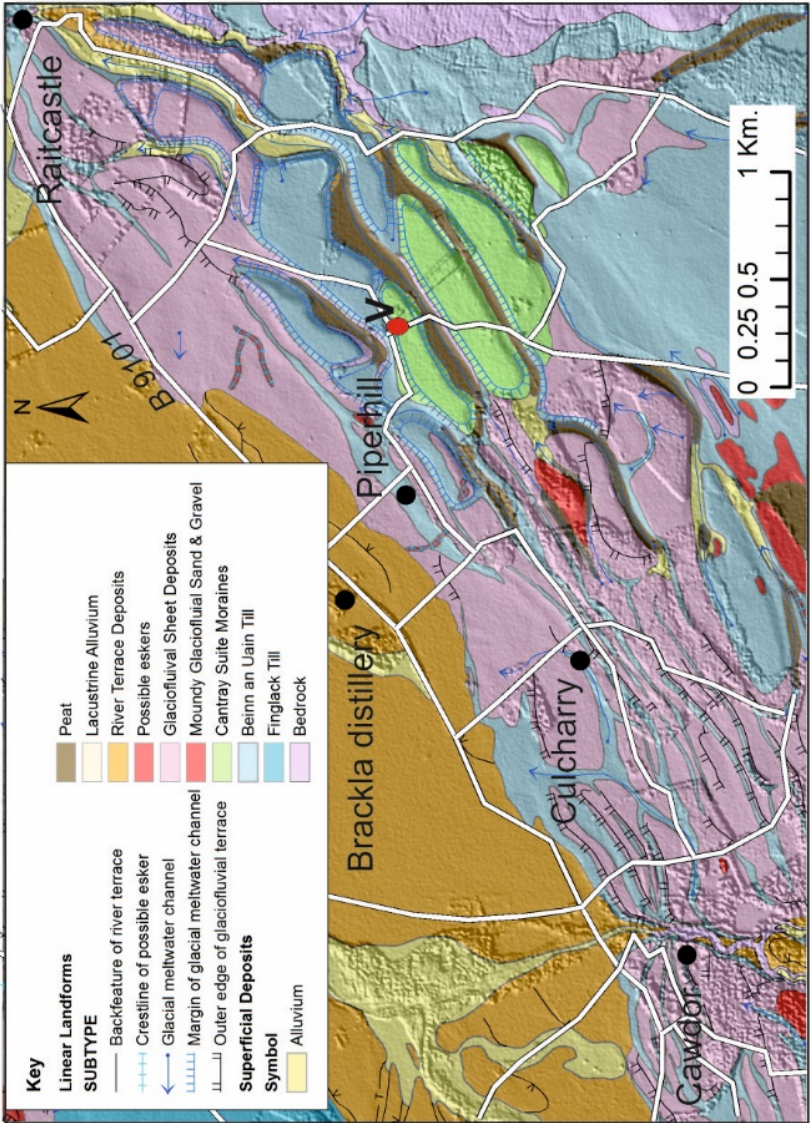 Key
Linear Landforms
SUBTYPE
Backfeature of river terrace
Crestline of possible esker
Glacial meltwater channel
Margin of glacial meltwater channel
Outer edge of glaciofluvial terrace
Superficial Deposits
Symbol
Alluvium
Peat
Lacustrine Alluvium
River Terrace Deposits
Possible eskers
Glaciofluival Sheet Deposits
Moundy Glaciofluial Sand & Gravel
Cantray Suite Moraines
Beinn an Uain Till
Finglack Till
Bedrock
N
B9101
Raitcastle
Brackla distillery
Piperhill
V
Culcharry
Cawdor
0 0.25 0.5 1 Km.